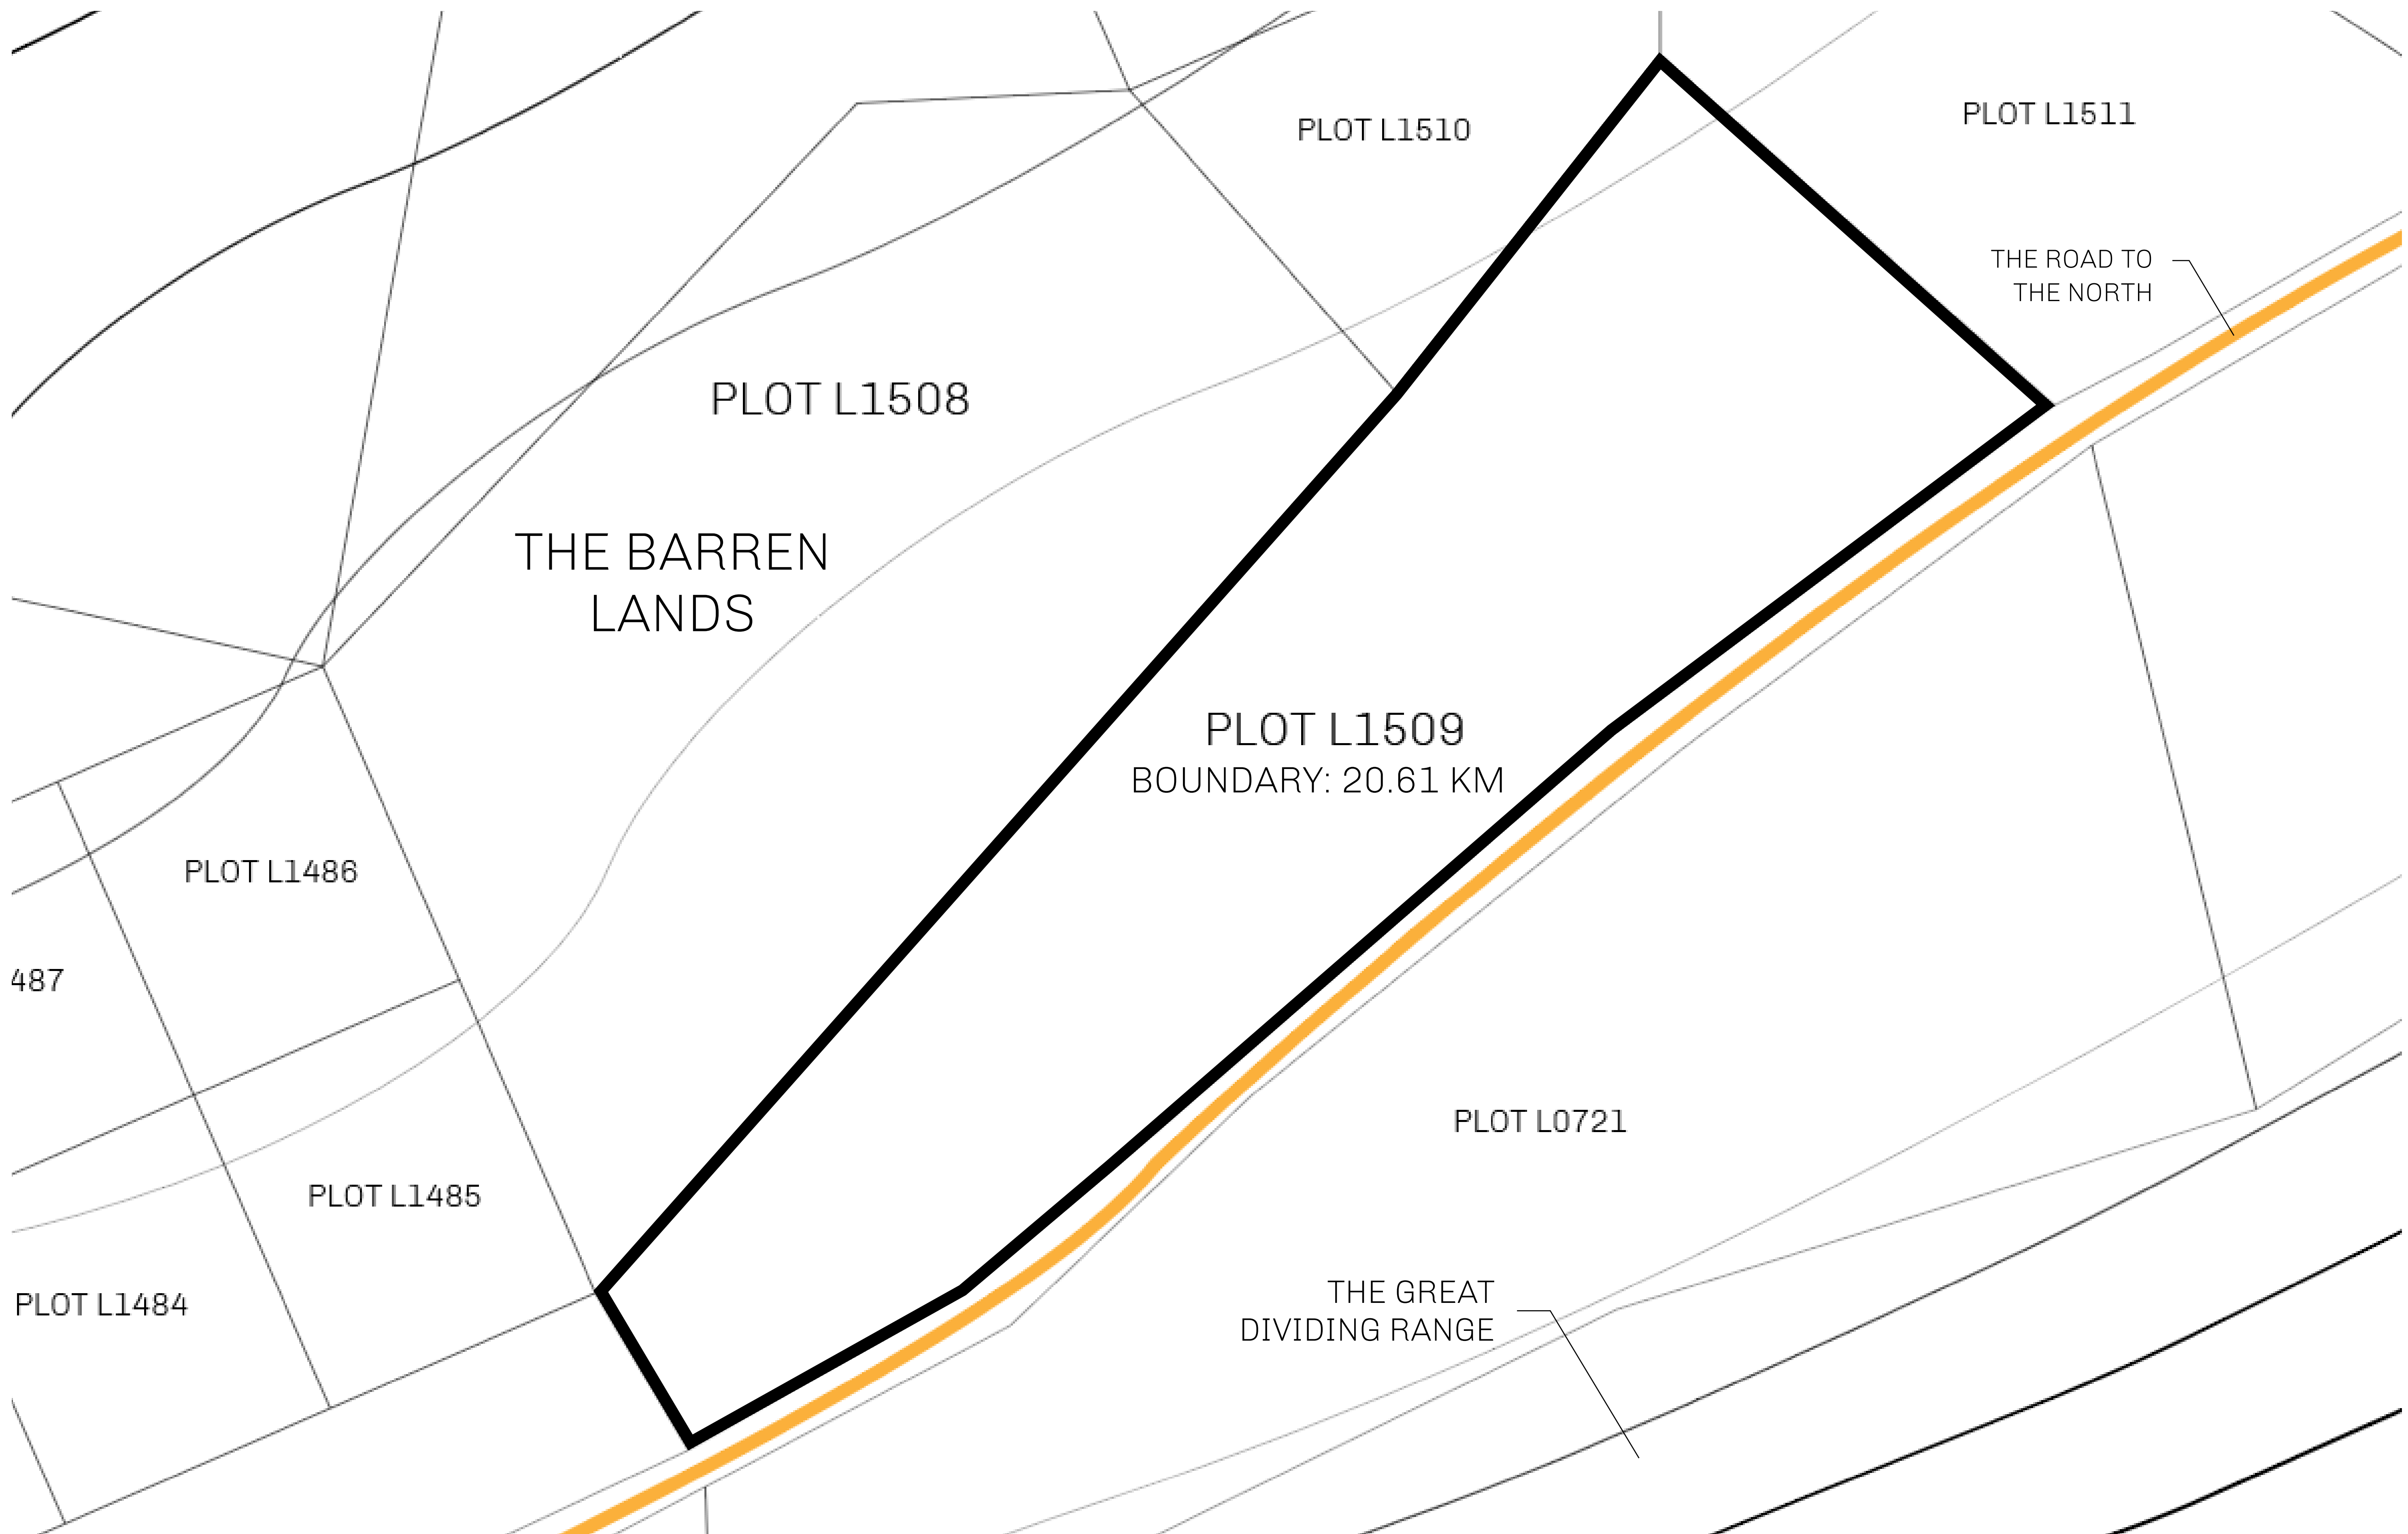 PLOT L1510
PLOT L1511
THE ROAD TO
THE NORTH
PLOT L1508
THE BARREN
LANDS
PLOT L1509
BOUNDARY: 20.61 KM
PLOT L1486
487
PLOT L0721
PLOT L1485
THE GREAT
DIVIDING RANGE
PLOT L1484